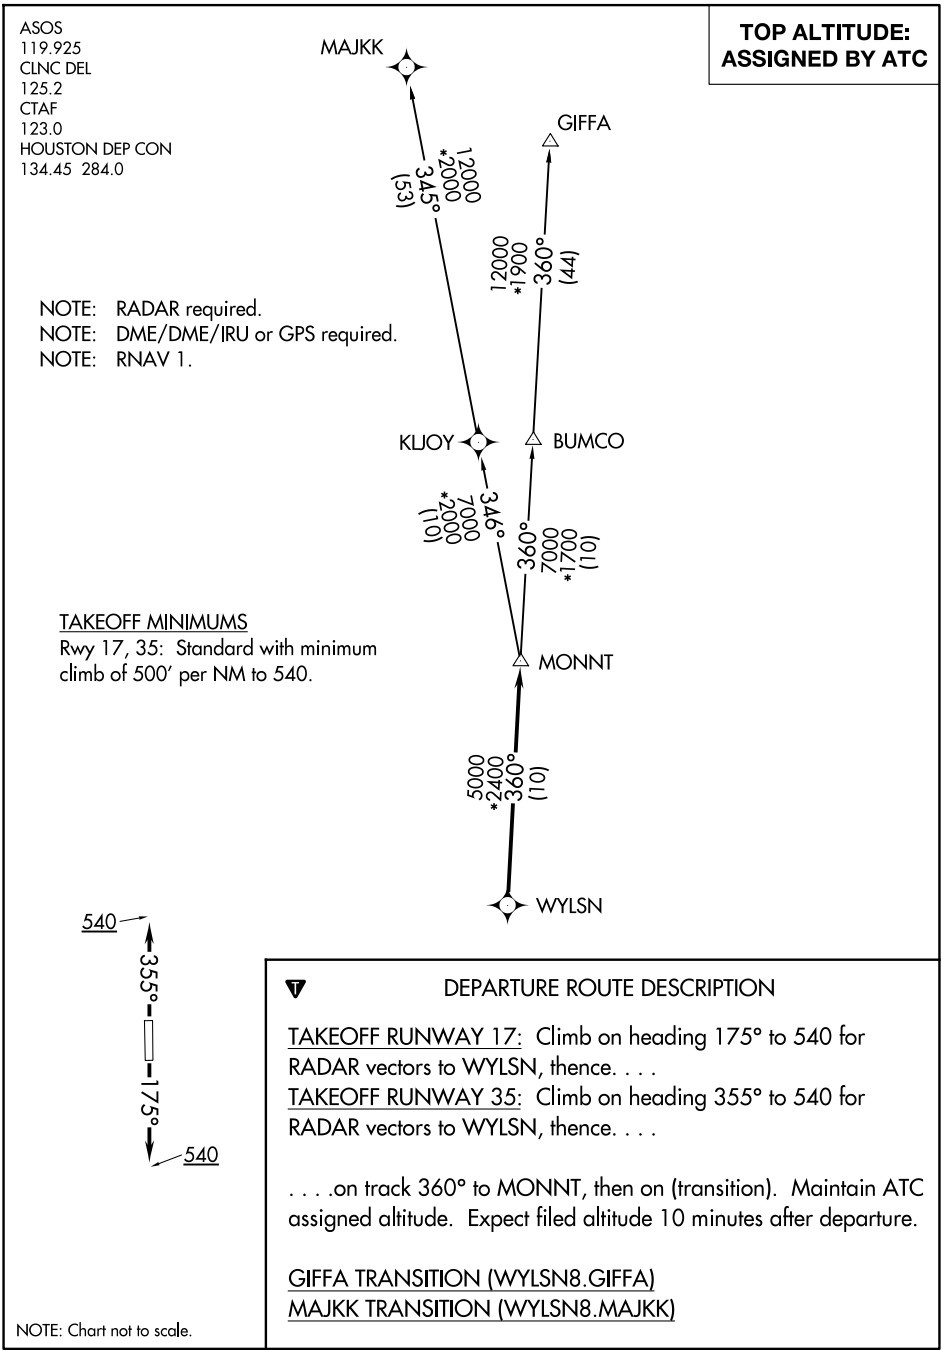 ASOS
119.925
CLNC DEL
125.2
CTAF
123.0
HOUSTON DEP CON
134.45 284.0
TOP ALTITUDE:
ASSIGNED BY ATC
MAJKK
GIFFA
12000
*2000
345°
(53)
12000
*1900
360°
(44)
NOTE: RADAR required.
NOTE: DME/DME/IRU or GPS required.
NOTE: RNAV 1.
KLJOY
BUMCO
346°
7000
*2000
(10)
360°
7000
*1700
(10)
TAKEOFF MINIMUMS
Rwy 17, 35: Standard with minimum
climb of 500' per NM to 540.
MONNT
5000
*2400
360°
(10)
WYLSN
540
355°
175°
540
T
DEPARTURE ROUTE DESCRIPTION
TAKEOFF RUNWAY 17: Climb on heading 175° to 540 for
RADAR vectors to WYLSN, thence. . . .
TAKEOFF RUNWAY 35: Climb on heading 355° to 540 for
RADAR vectors to WYLSN, thence. . . .
. . . .on track 360° to MONNT, then on (transition). Maintain ATC
assigned altitude. Expect filed altitude 10 minutes after departure.
GIFFA TRANSITION (WYLSN8.GIFFA)
MAJKK TRANSITION (WYLSN8.MAJKK)
NOTE: Chart not to scale.